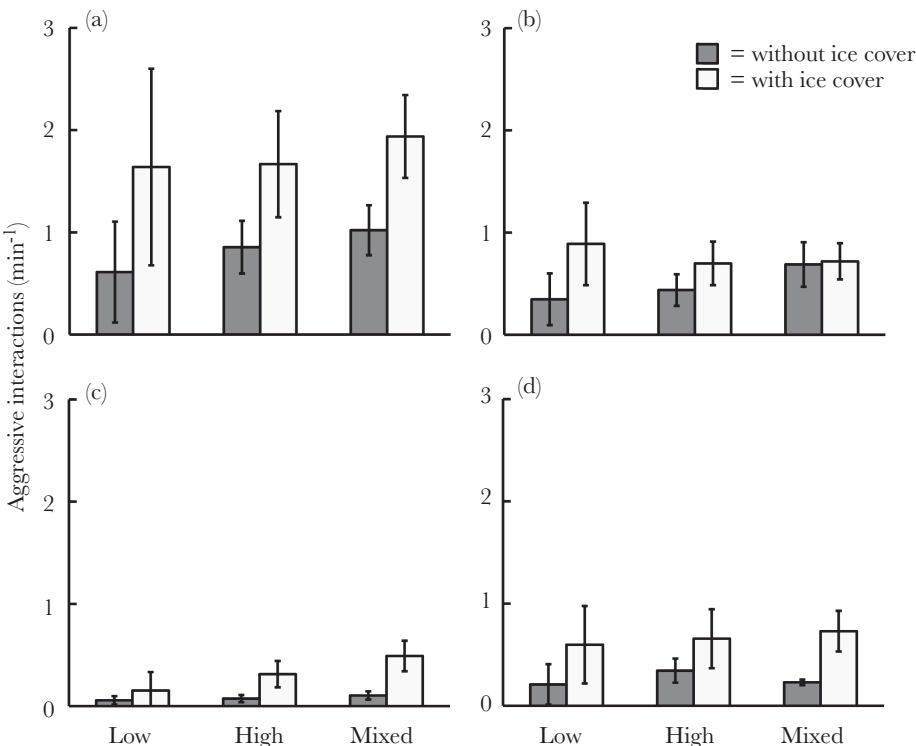 (a)
3
2
1
0
(b)
3
2
1
0
= without ice cover
= with ice cover
Aggressive interactions (min-1)
(c)
3
2
1
0
Low High Mixed
(d)
3
2
1
0
Low High Mixed